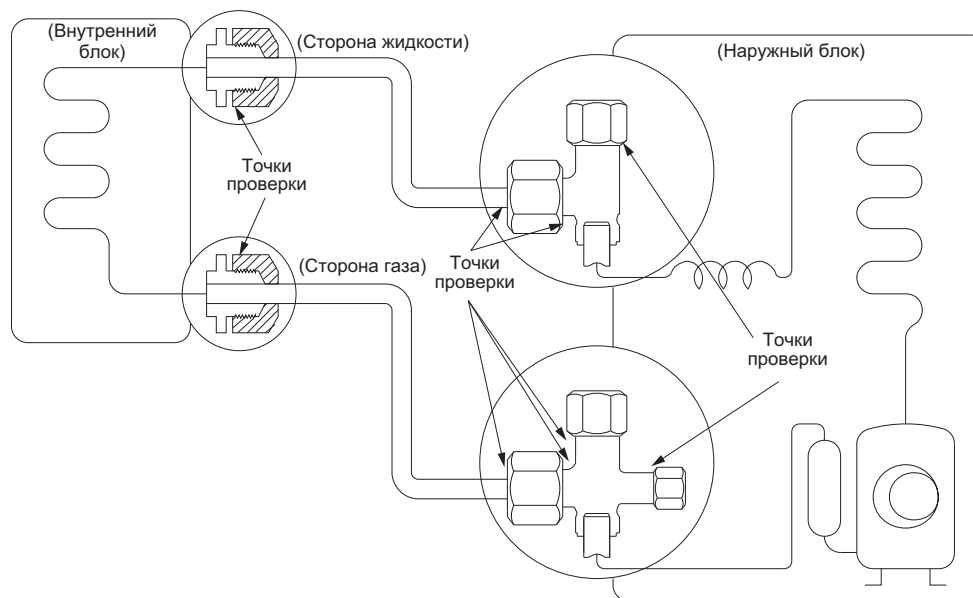 (Внутренний
блок)
(Сторона жидкости)
(Наружный блок)
Точки
проверки
(Сторона газа)
Точки
проверки
Точки
проверки